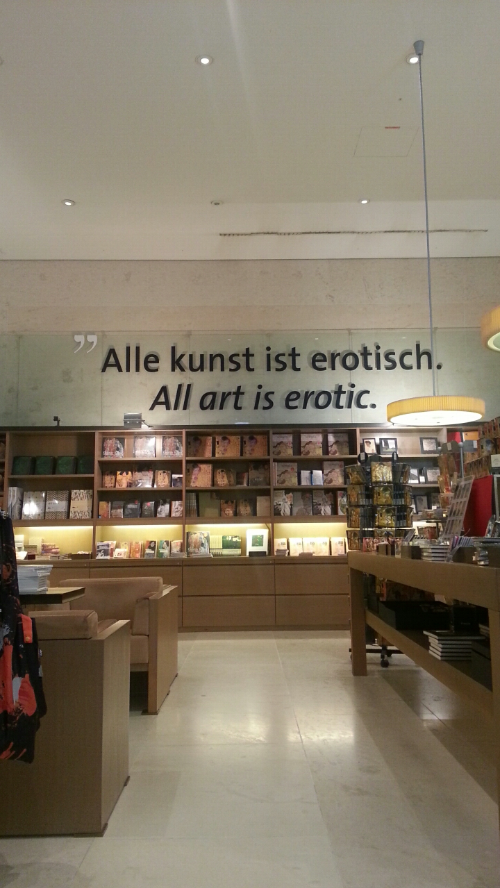 ” Alle kunst ist erotisch.
All art is erotic.